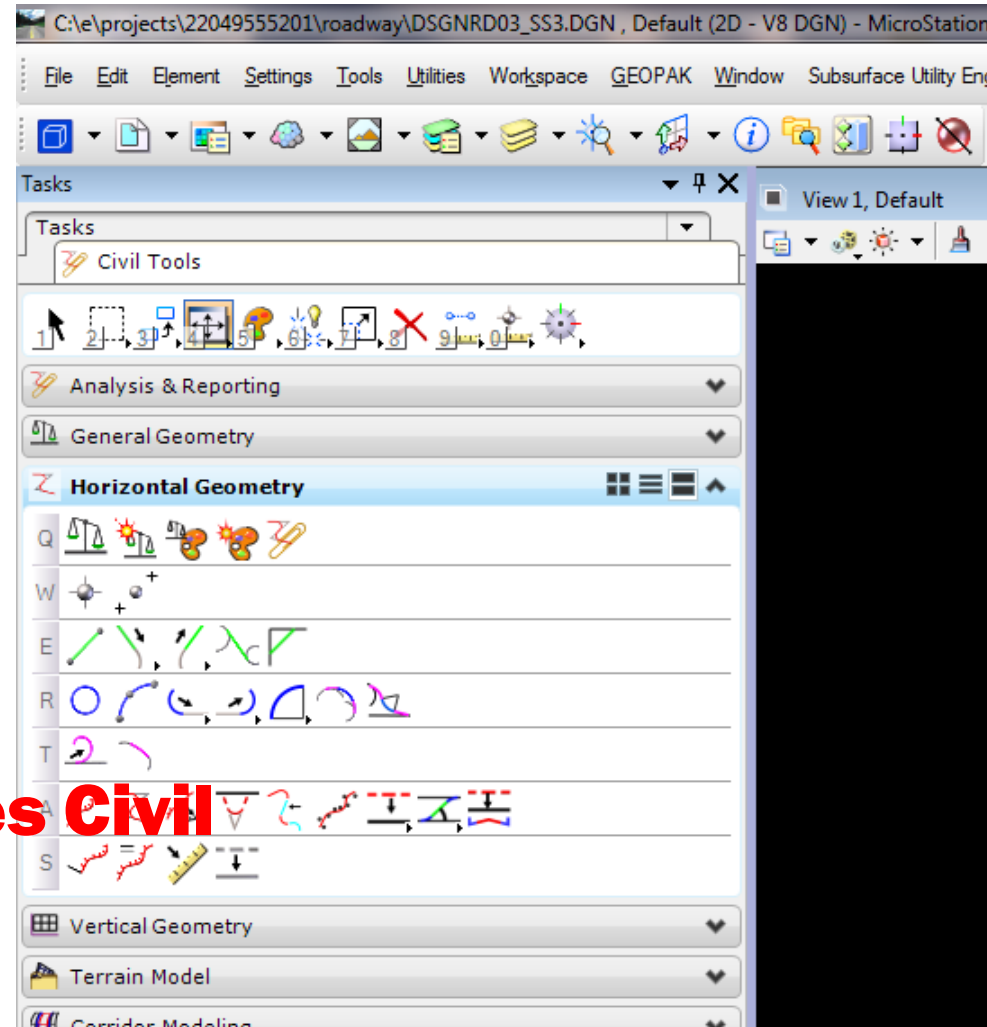 C:\e\projects\22049555201\roadway\DSGNRD03_SS3.DGN , Default (2D - V8 DGN) - MicroStation
File Edit Element Settings Tools Utilities Workspace GEOPAK Window Subsurface Utility Eng
Tasks
View 1, Default
Tasks
Civil Tools
1 2 3 4 5 6 7 8 9 0
Analysis & Reporting
General Geometry
Horizontal Geometry
Q
W
E
R
T
A
es Civil
S
Vertical Geometry
Terrain Model
Corridor Modeling